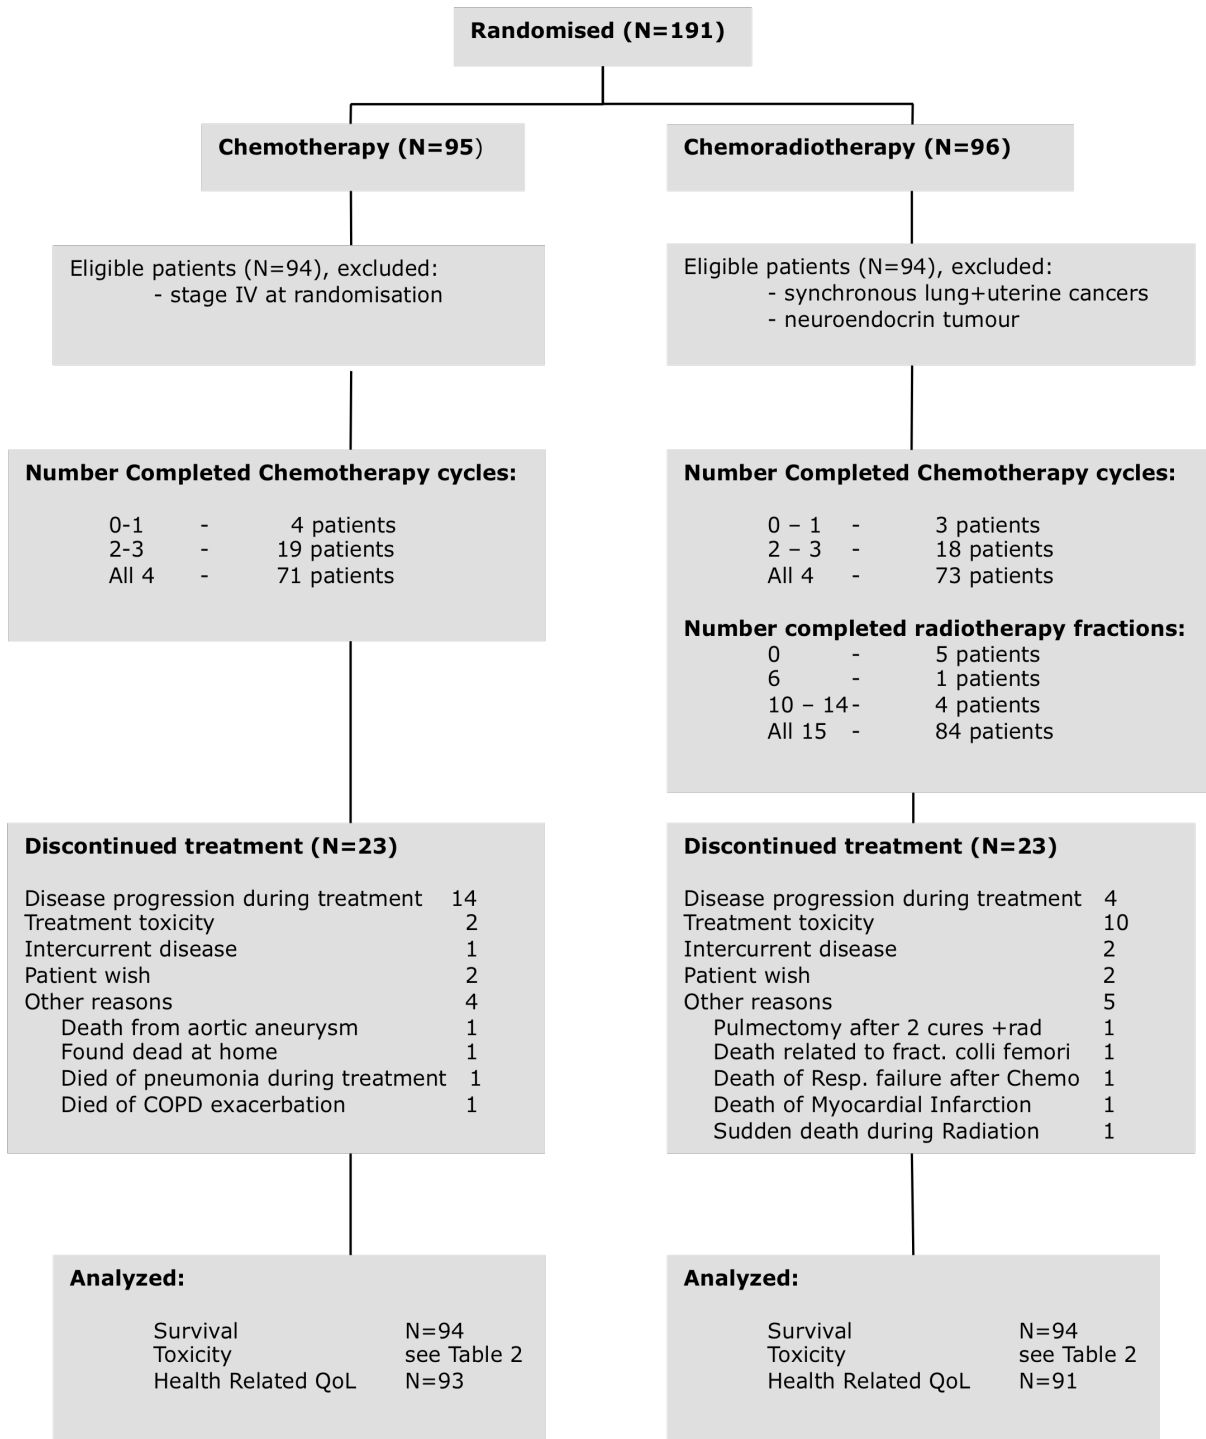 Randomised (N=191)
Chemotherapy (N=95)
Eligible patients (N=94), excluded:
- stage IV at randomisation
Number Completed Chemotherapy cycles:
0-1 - 4 patients
2-3 - 19 patients
All 4 - 71 patients
Discontinued treatment (N=23)
Disease progression during treatment 14
Treatment toxicity 2
Intercurrent disease 1
Patient wish 2
Other reasons 4
Death from aortic aneurysm 1
Found dead at home 1
Died of pneumonia during treatment 1
Died of COPD exacerbation 1
Analyzed:
Survival N=94
Toxicity see Table 2
Health Related QoL N=93
Chemoradiotherapy (N=96)
Eligible patients (N=94), excluded:
- synchronous lung+uterine cancers
- neuroendocrin tumour
Number Completed Chemotherapy cycles:
0 – 1 - 3 patients
2 – 3 - 18 patients
All 4 - 73 patients
Number completed radiotherapy fractions:
0 - 5 patients
6 - 1 patients
10 – 14 - 4 patients
All 15 - 84 patients
Discontinued treatment (N=23)
Disease progression during treatment 4
Treatment toxicity 10
Intercurrent disease 2
Patient wish 2
Other reasons 5
Pulmectomy after 2 cures +rad 1
Death related to fract. colli femori 1
Death of Resp. failure after Chemo 1
Death of Myocardial Infarction 1
Sudden death during Radiation 1
Analyzed:
Survival N=94
Toxicity see Table 2
Health Related QoL N=91